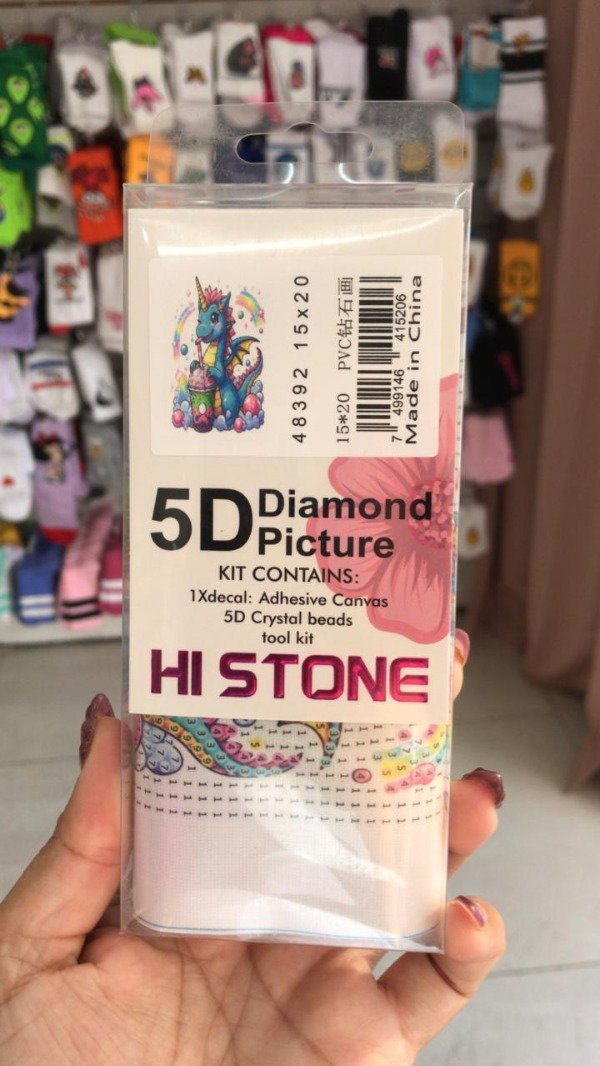 48392 15x20
15*20 PVC钻石画
7 499146 415206
Made in China
5D Diamond
Picture
KIT CONTAINS:
1Xdecal: Adhesive Canvas
5D Crystal beads
tool kit
HI STONE